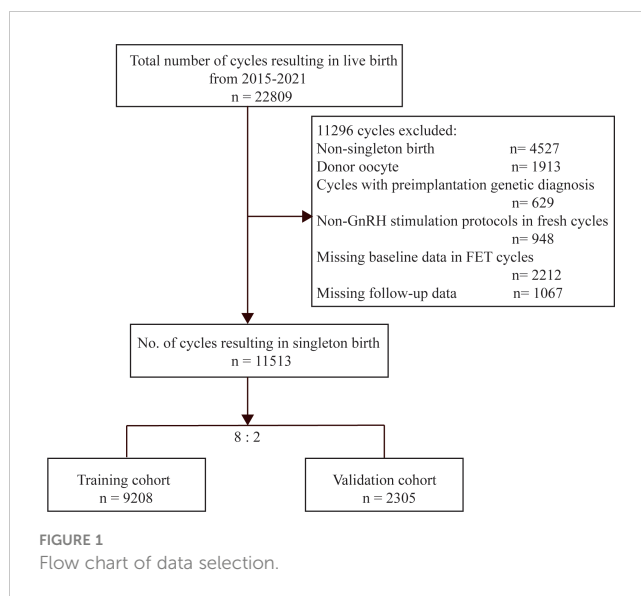 Total number of cycles resulting in live birth
from 2015-2021
n = 22809
11296 cycles excluded:
Non-singleton birth n= 4527
Donor oocyte n= 1913
Cycles with preimplantation genetic diagnosis
n= 629
Non-GnRH stimulation protocols in fresh cycles
n= 948
Missing baseline data in FET cycles
n= 2212
Missing follow-up data n= 1067
No. of cycles resulting in singleton birth
n = 11513
8 : 2
Training cohort
n = 9208
Validation cohort
n = 2305
FIGURE 1
Flow chart of data selection.